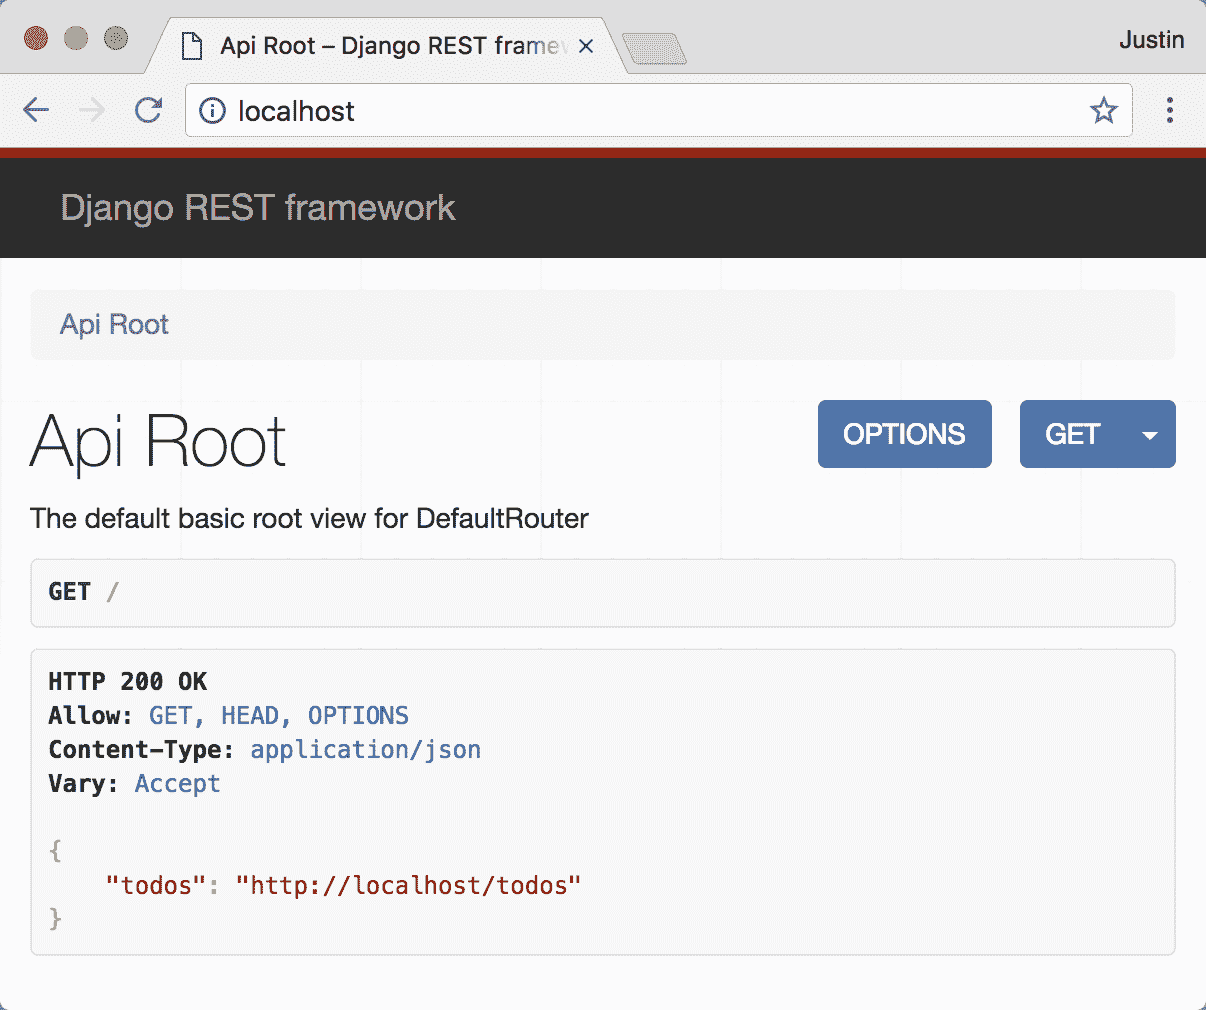 Api Root – Django REST frame
Justin
localhost
Django REST framework
Api Root
Api Root
OPTIONS
GET
The default basic root view for DefaultRouter
GET /
HTTP 200 OK
Allow: GET, HEAD, OPTIONS
Content-Type: application/json
Vary: Accept
{
"todos": "http://localhost/todos"
}